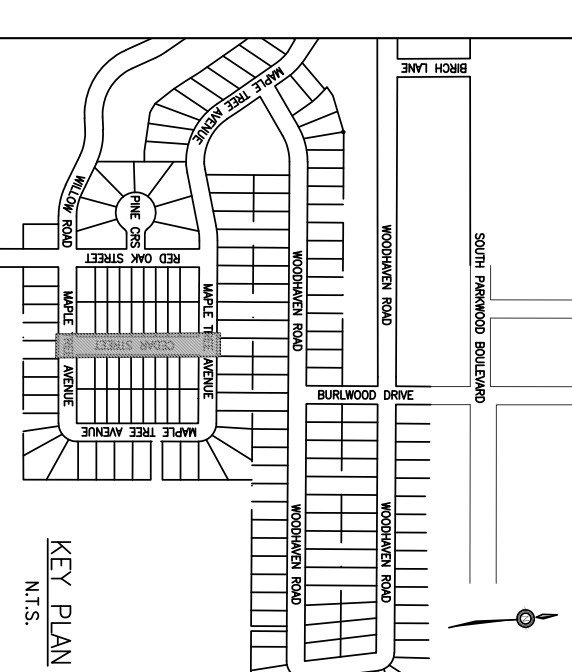 BIRCH LANE
MAPLE TREE AVENUE
WILLOW ROAD
PINE CRS
RED OAK STREET
WOODHAVEN ROAD
WOODHAVEN ROAD
SOUTH PARKWOOD BOULEVARD
MAPLE TREE AVENUE
MAPLE TREE AVENUE
CEDAR STREET
BURLWOOD DRIVE
MAPLE TREE AVENUE
WOODHAVEN ROAD
WOODHAVEN ROAD
KEY PLAN
N.T.S.